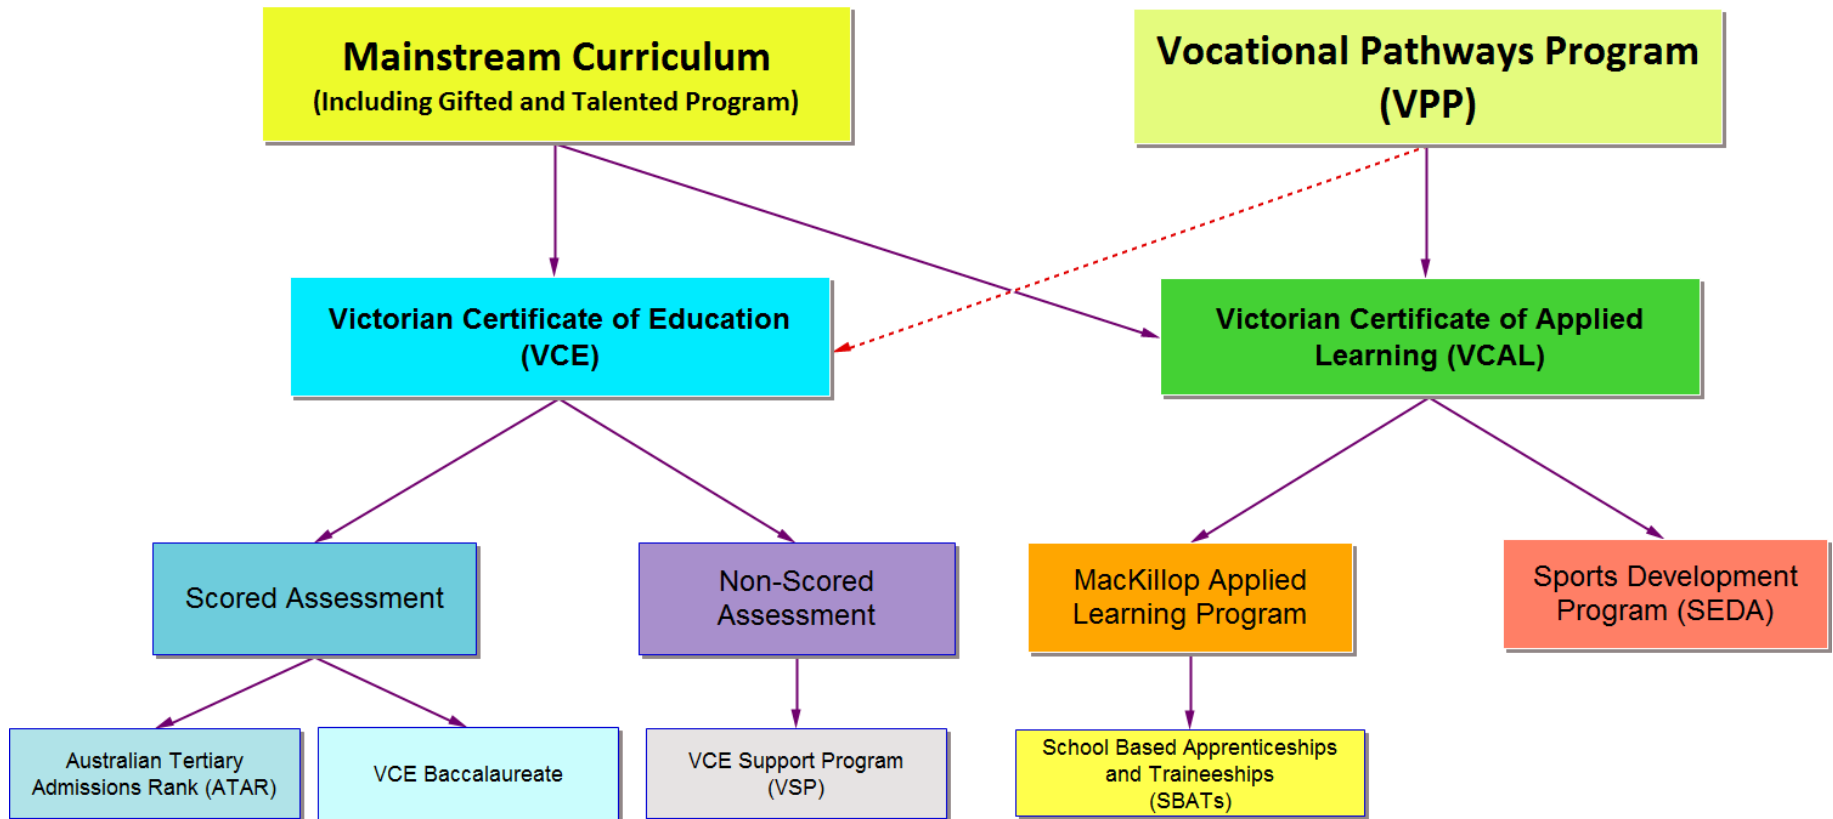 Mainstream Curriculum
(Including Gifted and Talented Program)
Vocational Pathways Program
(VPP)
Victorian Certificate of Education
(VCE)
Victorian Certificate of Applied
Learning (VCAL)
Scored Assessment
Non-Scored
Assessment
MacKillop Applied
Learning Program
Sports Development
Program (SEDA)
Australian Tertiary
Admissions Rank (ATAR)
VCE Baccalaureate
VCE Support Program
(VSP)
School Based Apprenticeships
and Traineeships
(SBATs)